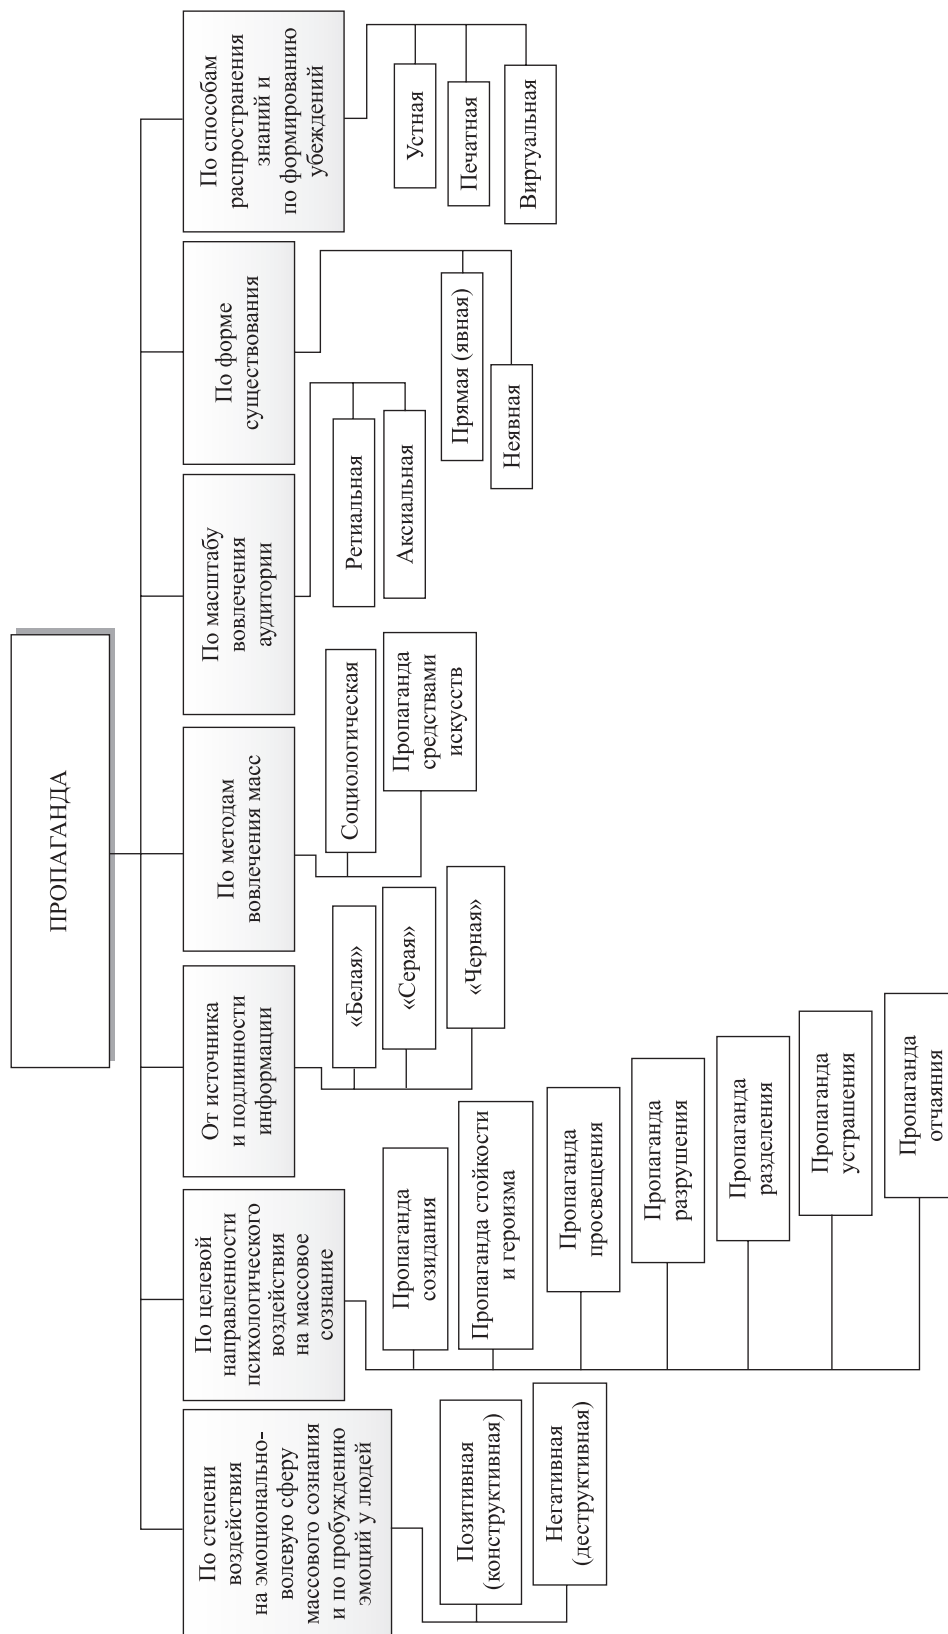 ПРОПАГАНДА
По степени
воздействия
на эмоционально-
волевую сферу
массового сознания
и по пробуждению
эмоций у людей
Позитивная
(конструктивная)
Негативная
(деструктивная)
По целевой
направленности
психологического
воздействия
на массовое
сознание
Пропаганда
созидания
Пропаганда стойкости
и героизма
Пропаганда
просвещения
Пропаганда
разрушения
Пропаганда
разделения
Пропаганда
устрашения
Пропаганда
отчаяния
От источника
и подлинности
информации
«Белая»
«Серая»
«Черная»
По методам
вовлечения масс
Социологическая
Пропаганда
средствами
искусств
По масштабу
вовлечения
аудитории
Ретиальная
Аксиальная
По форме
существования
Прямая (явная)
Неявная
По способам
распространения
знаний и
по формированию
убеждений
Устная
Печатная
Виртуальная